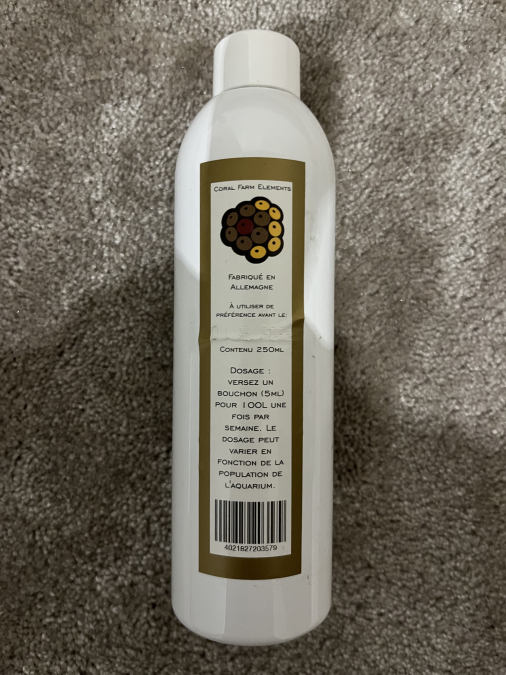 Coral Farm Elements
Fabriqué en
Allemagne
À utiliser de
préférence avant le:
Contenu 250ml
Dosage :
versez un
bouchon (5ml)
pour 100L une
fois par
semaine. Le
dosage peut
varier en
fonction de la
population de
l'aquarium.
4021827203579